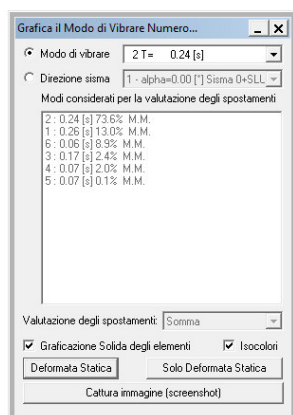 Grafica il Modo di Vibrare Numero...
Modo di vibrare 2 T= 0.24 [s]
Direzione sisma 1 - alpha=0.00 [°] Sisma 0+SLL
Modi considerati per la valutazione degli spostamenti
2 : 0.24 [s] 73.6% M.M.
1 : 0.26 [s] 13.0% M.M.
6 : 0.06 [s] 8.9% M.M.
3 : 0.17 [s] 2.4% M.M.
4 : 0.07 [s] 2.0% M.M.
5 : 0.07 [s] 0.1% M.M.
Valutazione degli spostamenti: Somma
Graficazione Solida degli elementi Isocolori
Deformata Statica Solo Deformata Statica
Cattura immagine (screenshot)